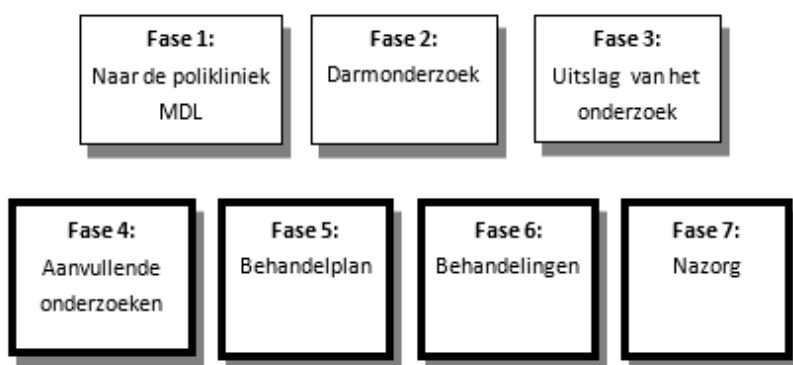 Fase 1:
Naar de polikliniek
MDL
Fase 2:
Darmonderzoek
Fase 3:
Uitslag van het
onderzoek
Fase 4:
Aanvullende
onderzoeken
Fase 5:
Behandelplan
Fase 6:
Behandelingen
Fase 7:
Nazorg